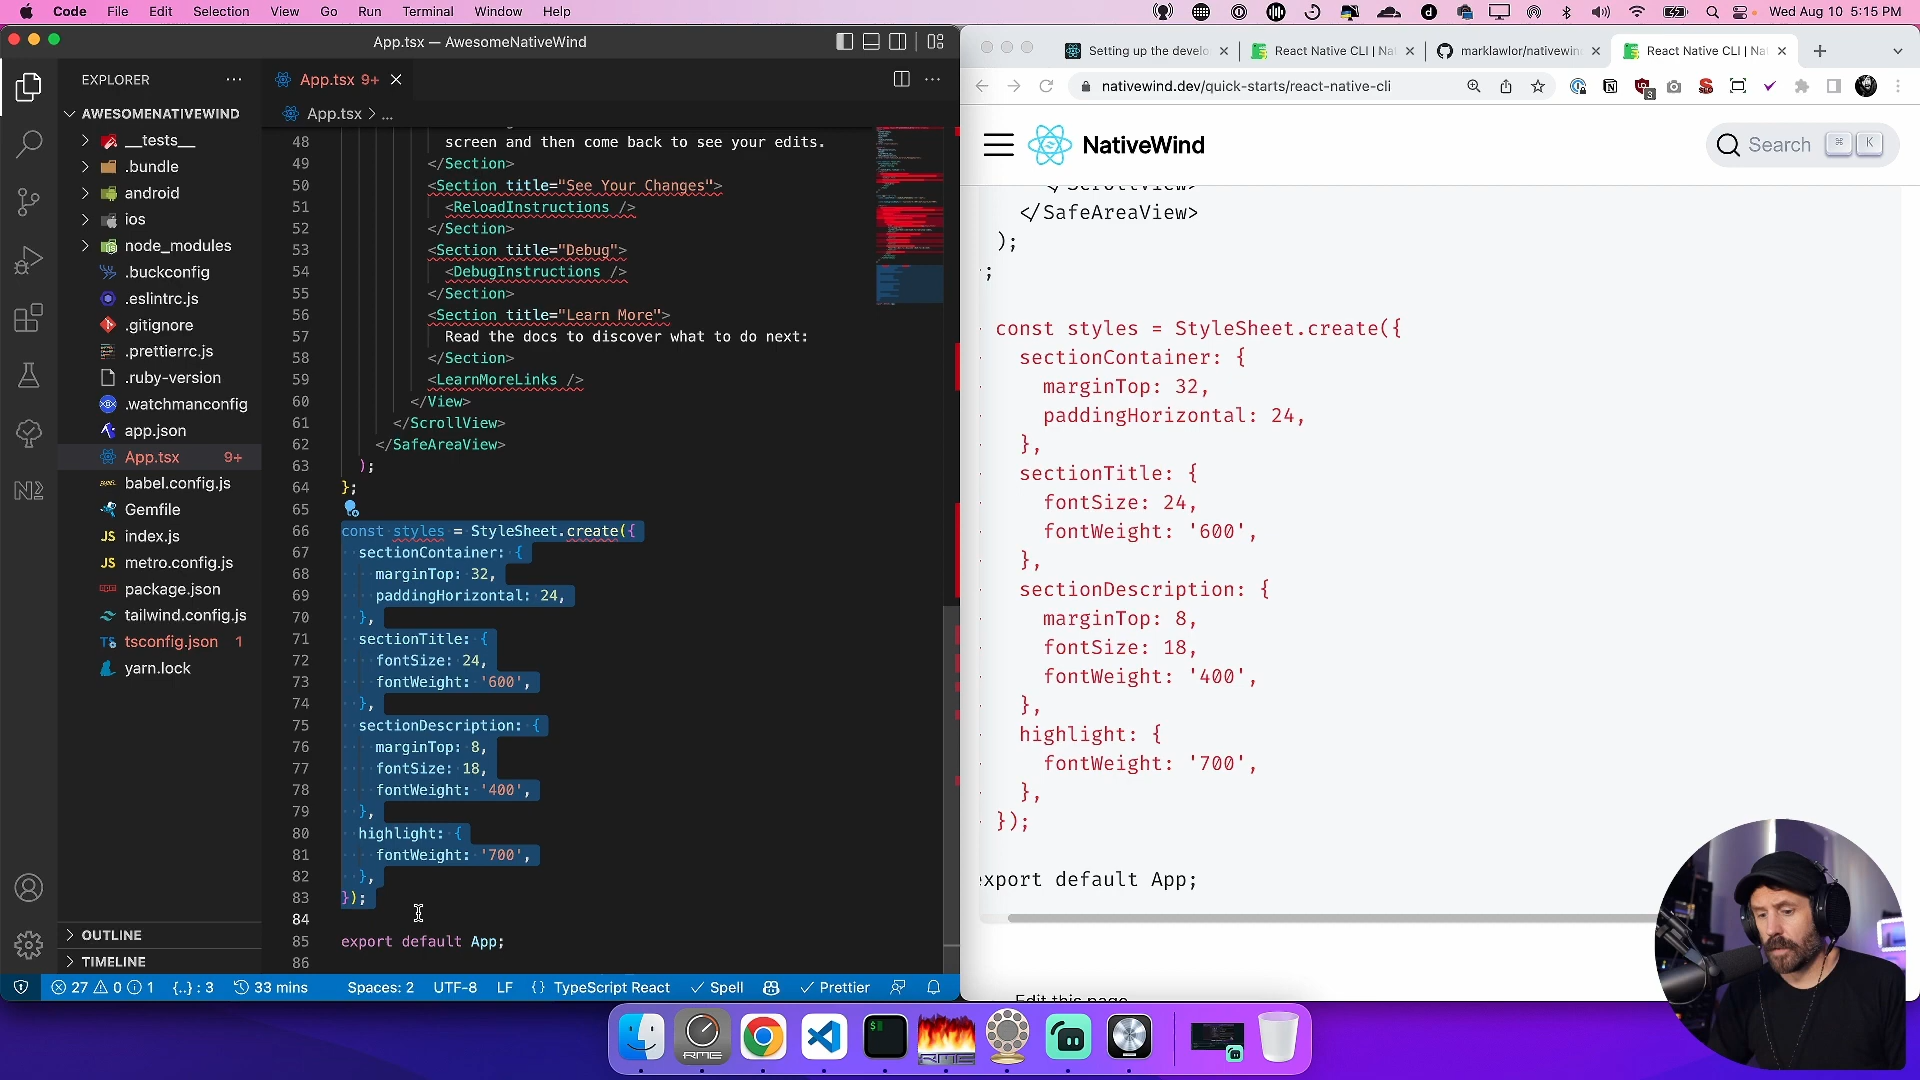 Code File Edit Selection View Go Run Terminal Window Help
Wed Aug 10 5:15 PM
App.tsx — AwesomeNativeWind
EXPLORER
AWESOMENATIVEWIND
__tests__
.bundle
android
ios
node_modules
.buckconfig
.eslintrc.js
.gitignore
.prettierrc.js
.ruby-version
.watchmanconfig
app.json
App.tsx 9+
babel.config.js
Gemfile
JS index.js
JS metro.config.js
package.json
tailwind.config.js
TS tsconfig.json 1
yarn.lock
OUTLINE
TIMELINE
App.tsx 9+
App.tsx > ...
48 screen and then come back to see your edits.
49 </Section>
50 <Section title="See Your Changes">
51 <ReloadInstructions />
52 </Section>
53 <Section title="Debug">
54 <DebugInstructions />
55 </Section>
56 <Section title="Learn More">
57 Read the docs to discover what to do next:
58 </Section>
59 <LearnMoreLinks />
60 </View>
61 </ScrollView>
62 </SafeAreaView>
63 );
64 };
65
66 const styles = StyleSheet.create({
67 sectionContainer: {
68 marginTop: 32,
69 paddingHorizontal: 24,
70 },
71 sectionTitle: {
72 fontSize: 24,
73 fontWeight: '600',
74 },
75 sectionDescription: {
76 marginTop: 8,
77 fontSize: 18,
78 fontWeight: '400',
79 },
80 highlight: {
81 fontWeight: '700',
82 },
83 });
84
85 export default App;
86
27 0 1 {..} : 3 33 mins Spaces: 2 UTF-8 LF {} TypeScript React Spell Prettier
Setting up the develo
React Native CLI | Nat
marklawlor/nativewin
React Native CLI | Na
nativewind.dev/quick-starts/react-native-cli
3
NativeWind
Search ⌘ K
</ScrollView>
</SafeAreaView>
);
};
const styles = StyleSheet.create({
sectionContainer: {
marginTop: 32,
paddingHorizontal: 24,
},
sectionTitle: {
fontSize: 24,
fontWeight: '600',
},
sectionDescription: {
marginTop: 8,
fontSize: 18,
fontWeight: '400',
},
highlight: {
fontWeight: '700',
},
});
export default App;
Edit this page
RME
RME